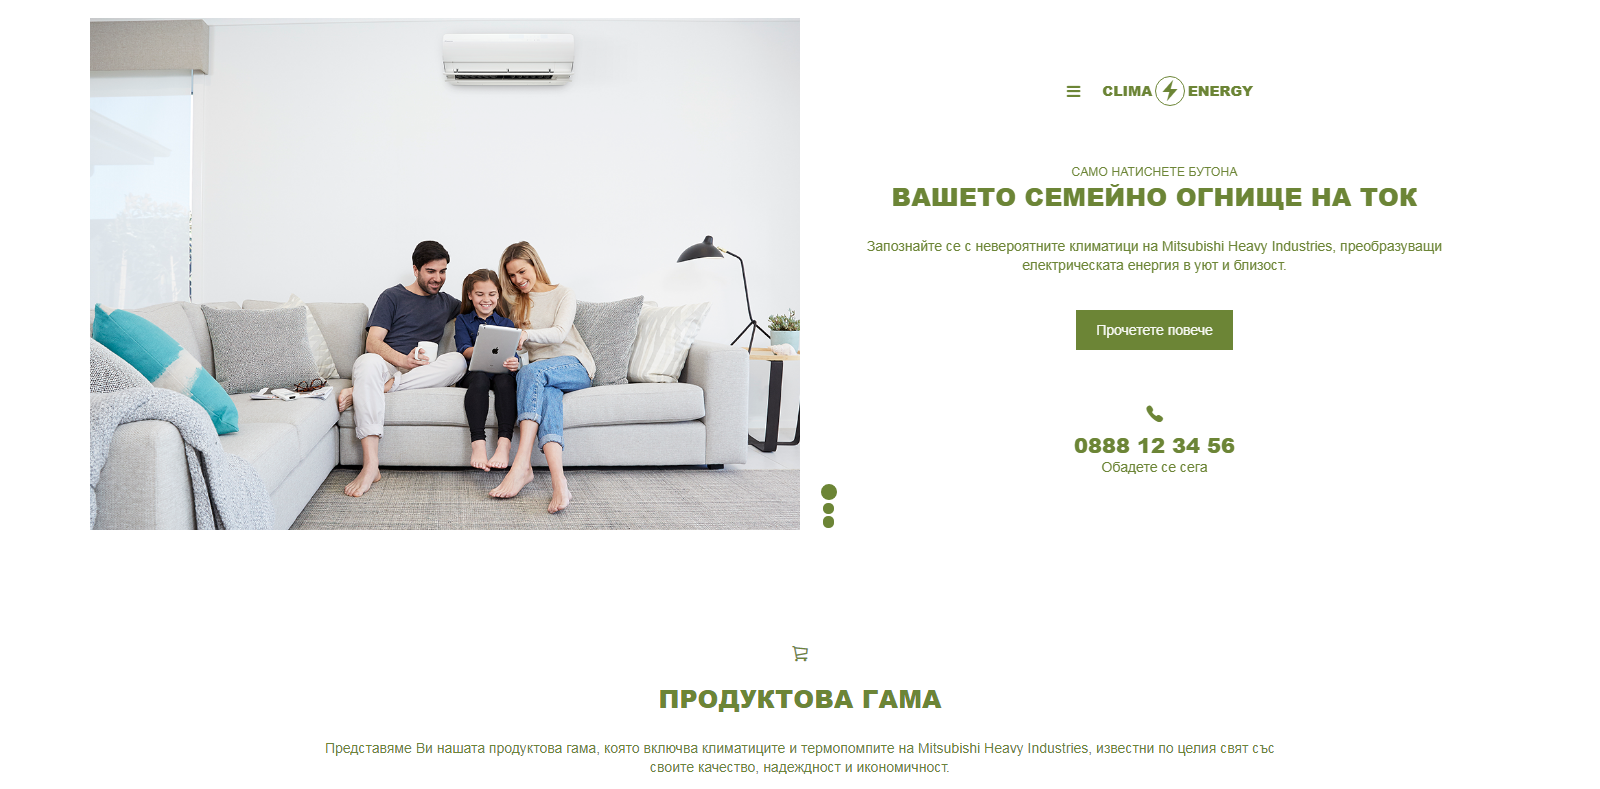 CLIMA ENERGY
САМО НАТИСНЕТЕ БУТОНА
ВАШЕТО СЕМЕЙНО ОГНИЩЕ НА ТОК
Запознайте се с невероятните климатици на Mitsubishi Heavy Industries, преобразуващи
електрическата енергия в уют и близост.
Прочетете повече
0888 12 34 56
Обадете се сега
ПРОДУКТОВА ГАМА
Представяме Ви нашата продуктова гама, която включва климатиците и термопомпите на Mitsubishi Heavy Industries, известни по целия свят със
своите качество, надеждност и икономичност.